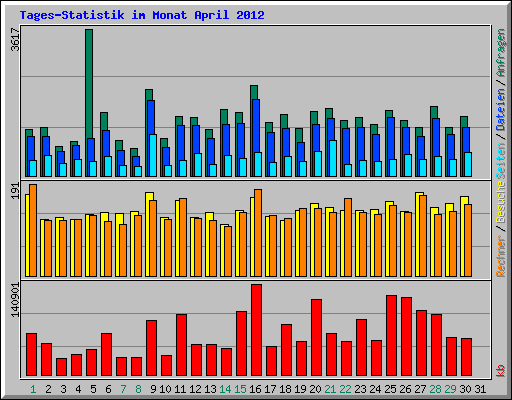 Tages-Statistik im Monat April 2012
3617
191
140901
Rechner / Besuche Seiten / Dateien / Anfragen
kb
1 2 3 4 5 6 7 8 9 10 11 12 13 14 15 16 17 18 19 20 21 22 23 24 25 26 27 28 29 30 31